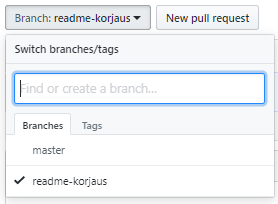 Branch: readme-korjaus New pull request
Switch branches/tags
Find or create a branch...
Branches Tags
master
readme-korjaus